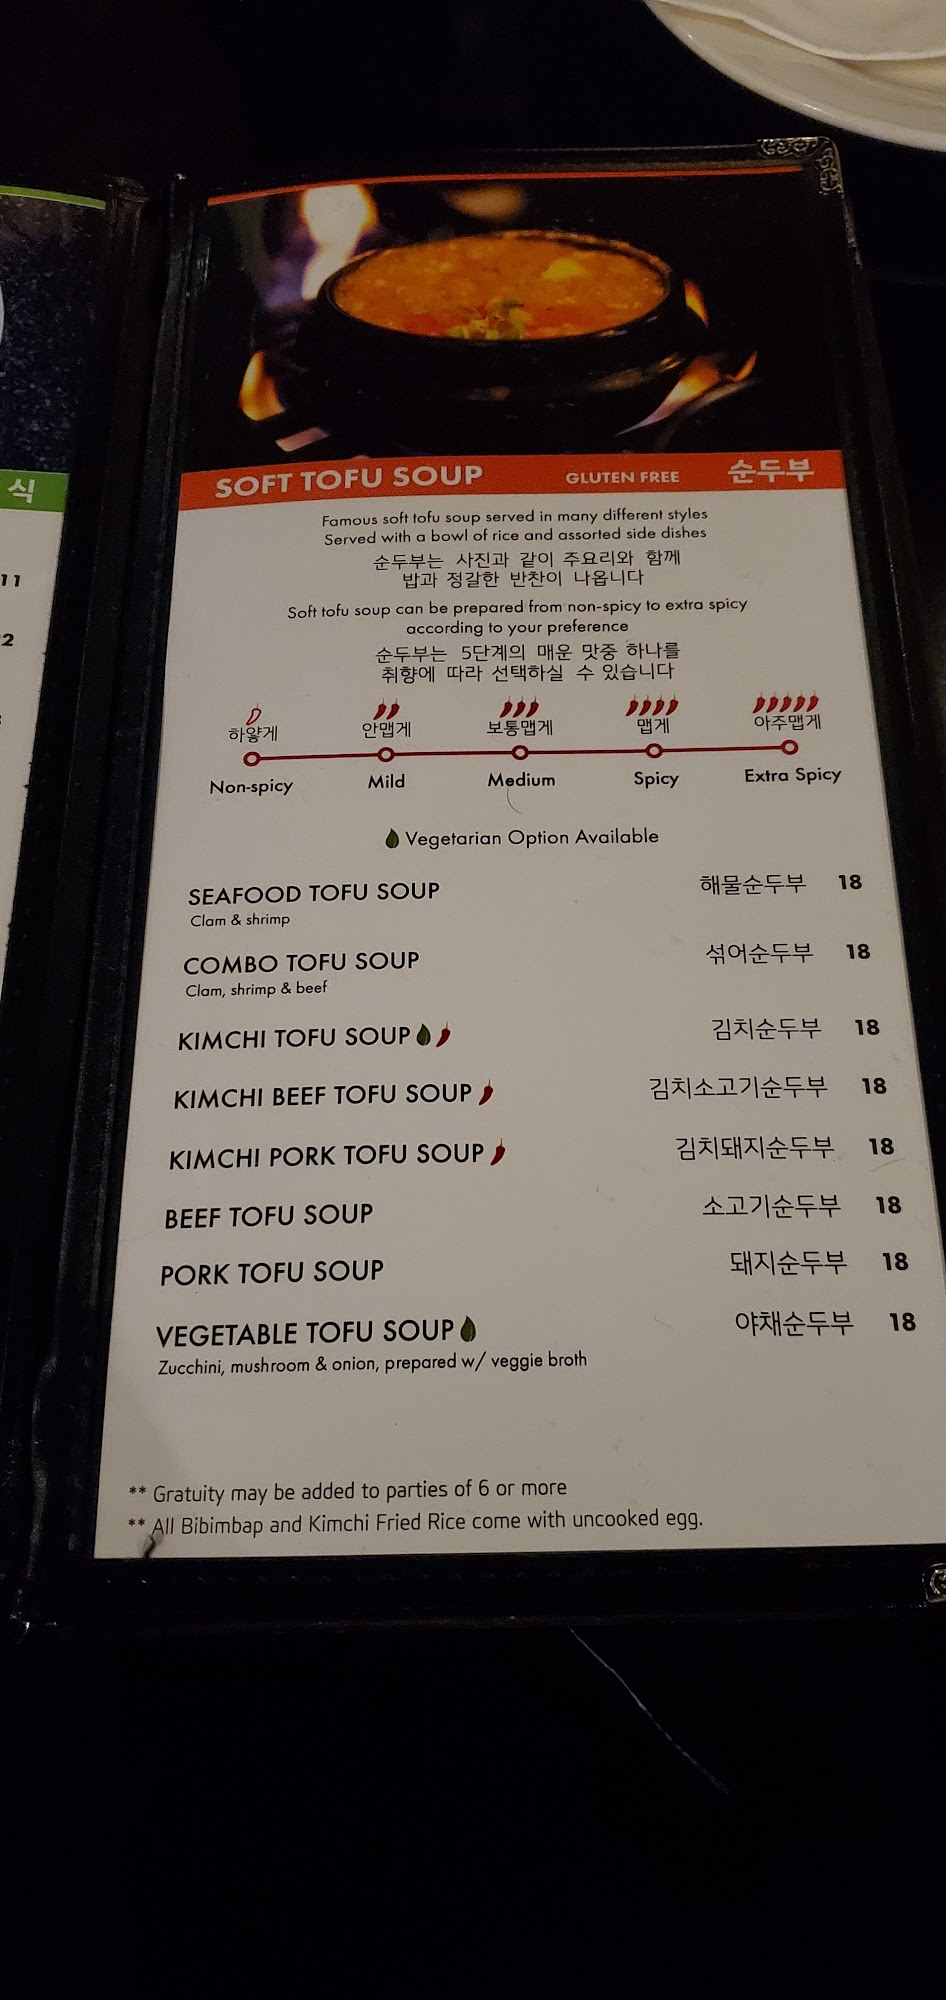 식
11
2
SOFT TOFU SOUP GLUTEN FREE 순두부
Famous soft tofu soup served in many different styles
Served with a bowl of rice and assorted side dishes
순두부는 사진과 같이 주요리와 함께
밥과 정갈한 반찬이 나옵니다
Soft tofu soup can be prepared from non-spicy to extra spicy
according to your preference
순두부는 5단계의 매운 맛중 하나를
취향에 따라 선택하실 수 있습니다
하얗게 안맵게 보통맵게 맵게 아주맵게
Non-spicy Mild Medium Spicy Extra Spicy
Vegetarian Option Available
SEAFOOD TOFU SOUP 해물순두부 18
Clam & shrimp
COMBO TOFU SOUP 섞어순두부 18
Clam, shrimp & beef
KIMCHI TOFU SOUP 김치순두부 18
KIMCHI BEEF TOFU SOUP 김치소고기순두부 18
KIMCHI PORK TOFU SOUP 김치돼지순두부 18
BEEF TOFU SOUP 소고기순두부 18
PORK TOFU SOUP 돼지순두부 18
VEGETABLE TOFU SOUP 야채순두부 18
Zucchini, mushroom & onion, prepared w/ veggie broth
** Gratuity may be added to parties of 6 or more
** All Bibimbap and Kimchi Fried Rice come with uncooked egg.